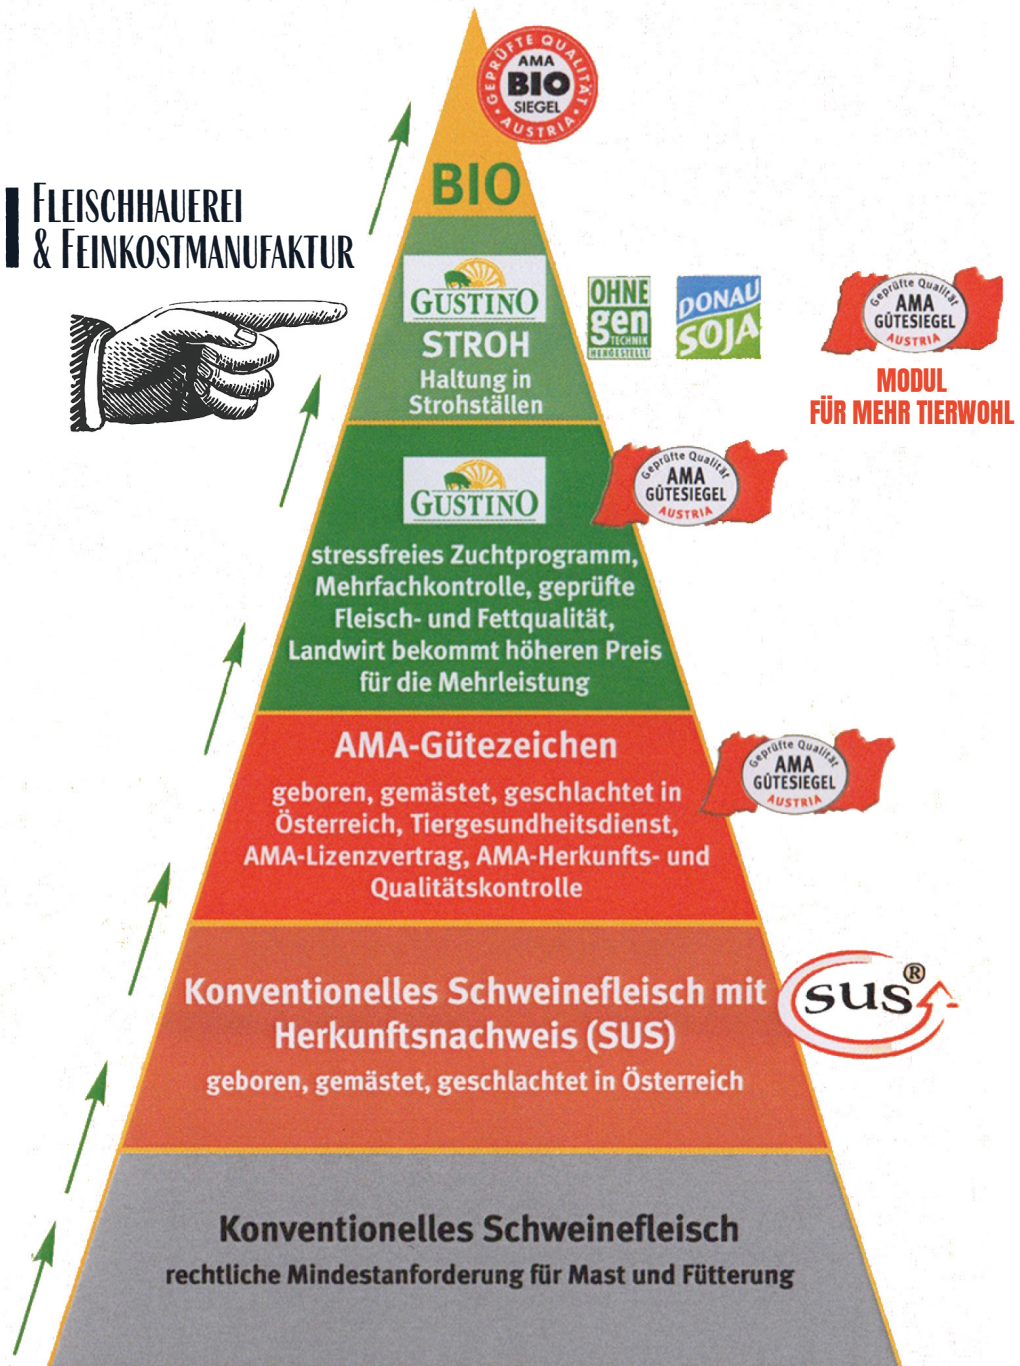 GEPRÜFTE QUALITÄT
AMA
BIO
SIEGEL
AUSTRIA
BIO
FLEISCHHAUEREI
& FEINKOSTMANUFAKTUR
GUSTINO
STROH
Haltung in
Strohställen
OHNE
gen
TECHNIK
HERGESTELLT
DONAU
SOJA
Geprüfte Qualität
AMA
GÜTESIEGEL
AUSTRIA
MODUL
FÜR MEHR TIERWOHL
GUSTINO
stressfreies Zuchtprogramm,
Mehrfachkontrolle, geprüfte
Fleisch- und Fettqualität,
Landwirt bekommt höheren Preis
für die Mehrleistung
Geprüfte Qualität
AMA
GÜTESIEGEL
AUSTRIA
AMA-Gütezeichen
geboren, gemästet, geschlachtet in
Österreich, Tiergesundheitsdienst,
AMA-Lizenzvertrag, AMA-Herkunfts- und
Qualitätskontrolle
Geprüfte Qualität
AMA
GÜTESIEGEL
AUSTRIA
Konventionelles Schweinefleisch mit
Herkunftsnachweis (SUS)
geboren, gemästet, geschlachtet in Österreich
sus®
Konventionelles Schweinefleisch
rechtliche Mindestanforderung für Mast und Fütterung